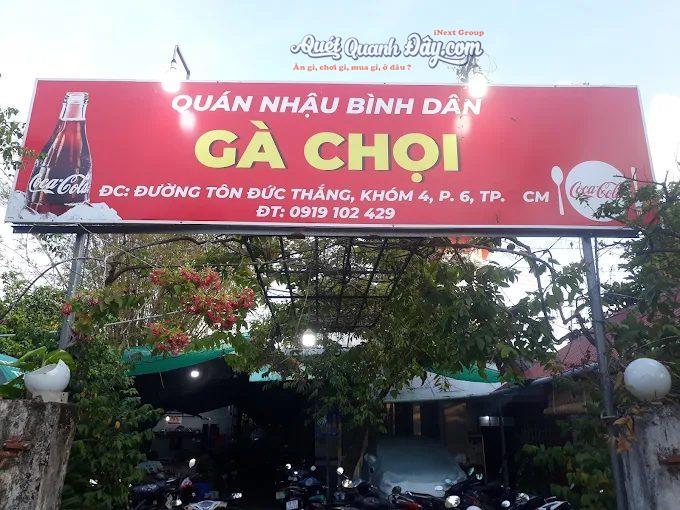 iNext Group
Quét Quanh Đây.com
Ăn gì, chơi gì, mua gì, ở đâu ?
QUÁN NHẬU BÌNH DÂN
GÀ CHỌI
ĐC: ĐƯỜNG TÔN ĐỨC THẮNG, KHÓM 4, P. 6, TP. CM
ĐT: 0919 102 429
Coca-Cola
Coca-Cola